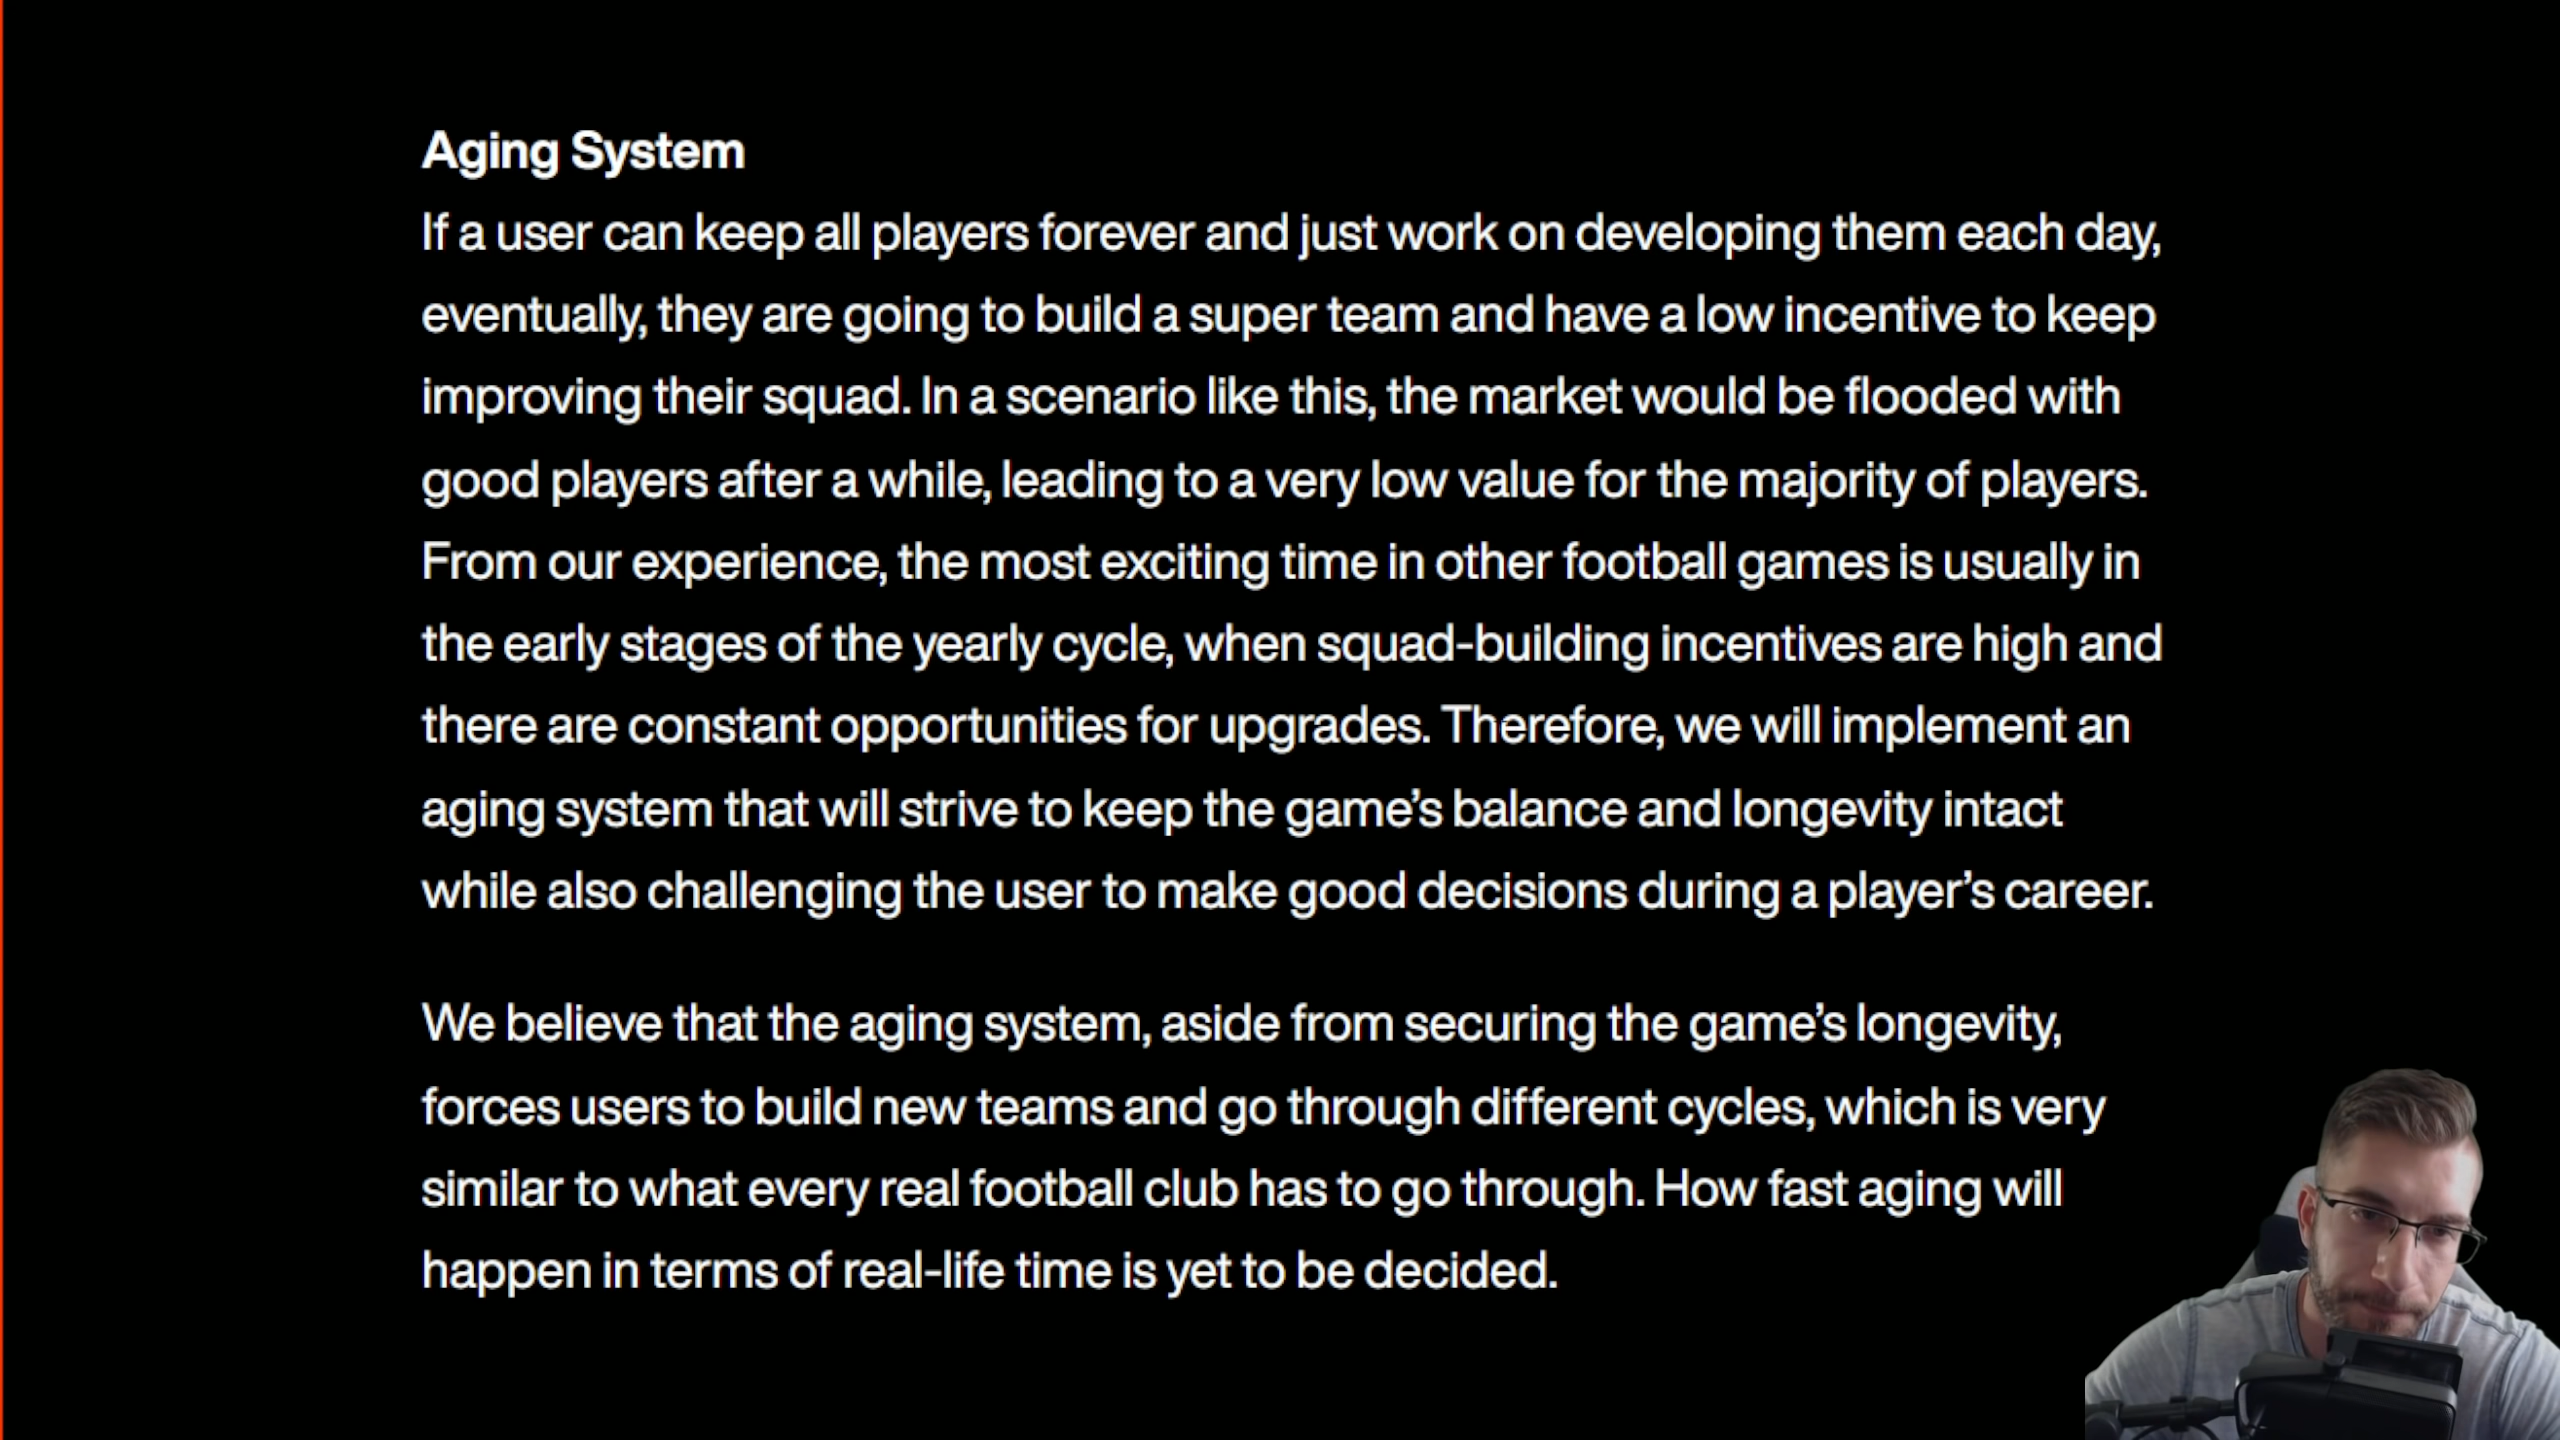 Aging System
If a user can keep all players forever and just work on developing them each day,
eventually, they are going to build a super team and have a low incentive to keep
improving their squad. In a scenario like this, the market would be flooded with
good players after a while, leading to a very low value for the majority of players.
From our experience, the most exciting time in other football games is usually in
the early stages of the yearly cycle, when squad-building incentives are high and
there are constant opportunities for upgrades. Therefore, we will implement an
aging system that will strive to keep the game’s balance and longevity intact
while also challenging the user to make good decisions during a player’s career.
We believe that the aging system, aside from securing the game’s longevity,
forces users to build new teams and go through different cycles, which is very
similar to what every real football club has to go through. How fast aging will
happen in terms of real-life time is yet to be decided.